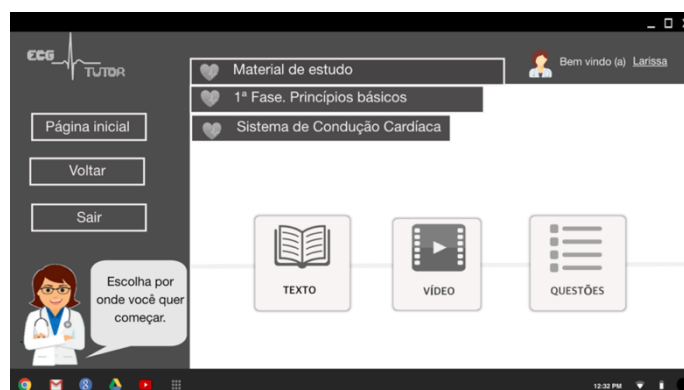 ECG
TUTOR
Material de estudo
Bem vindo (a) Larissa
1ª Fase. Princípios básicos
Sistema de Condução Cardíaca
Página inicial
Voltar
Sair
Escolha por
onde você quer
começar.
TEXTO
VÍDEO
QUESTÕES
12:32 PM